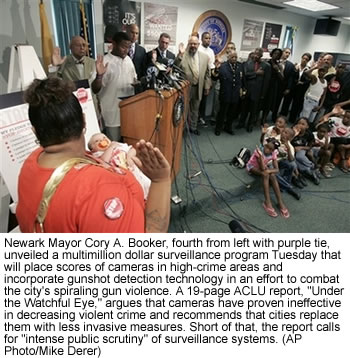 Newark Mayor Cory A. Booker, fourth from left with purple tie,
unveiled a multimillion dollar surveillance program Tuesday that
will place scores of cameras in high-crime areas and
incorporate gunshot detection technology in an effort to combat
the city's spiraling gun violence. A 19-page ACLU report, "Under
the Watchful Eye," argues that cameras have proven ineffective
in decreasing violent crime and recommends that cities replace
them with less invasive measures. Short of that, the report calls
for "intense public scrutiny" of surveillance systems. (AP
Photo/Mike Derer)